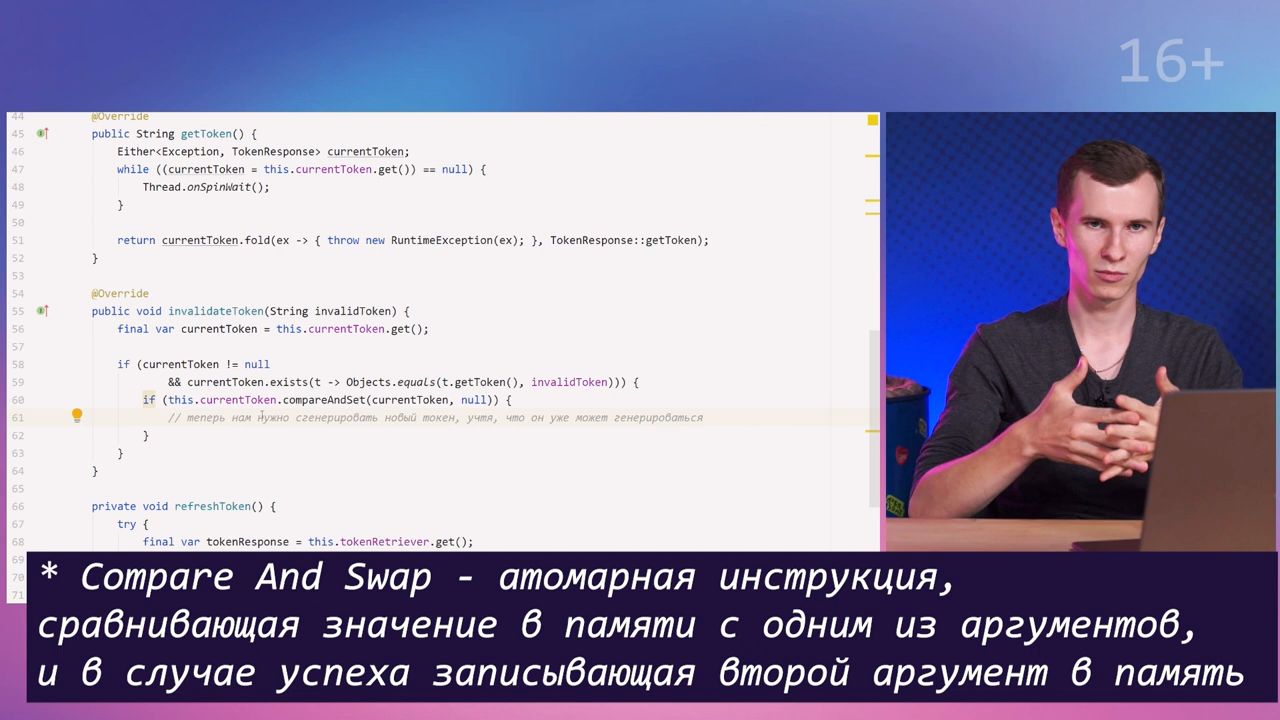 16+
44 @Override
45 public String getToken() {
46 Either<Exception, TokenResponse> currentToken;
47 while ((currentToken = this.currentToken.get()) == null) {
48 Thread.onSpinWait();
49 }
50
51 return currentToken.fold(ex -> { throw new RuntimeException(ex); }, TokenResponse::getToken);
52 }
53
54 @Override
55 public void invalidateToken(String invalidToken) {
56 final var currentToken = this.currentToken.get();
57
58 if (currentToken != null
59 && currentToken.exists(t -> Objects.equals(t.getToken(), invalidToken))) {
60 if (this.currentToken.compareAndSet(currentToken, null)) {
61 // теперь нам нужно сгенерировать новый токен, учтя, что он уже может генерироваться
62 }
63 }
64 }
65
66 private void refreshToken() {
67 try {
68 final var tokenResponse = this.tokenRetriever.get();
69
70
71
* Compare And Swap - атомарная инструкция,
сравнивающая значение в памяти с одним из аргументов,
и в случае успеха записывающая второй аргумент в память